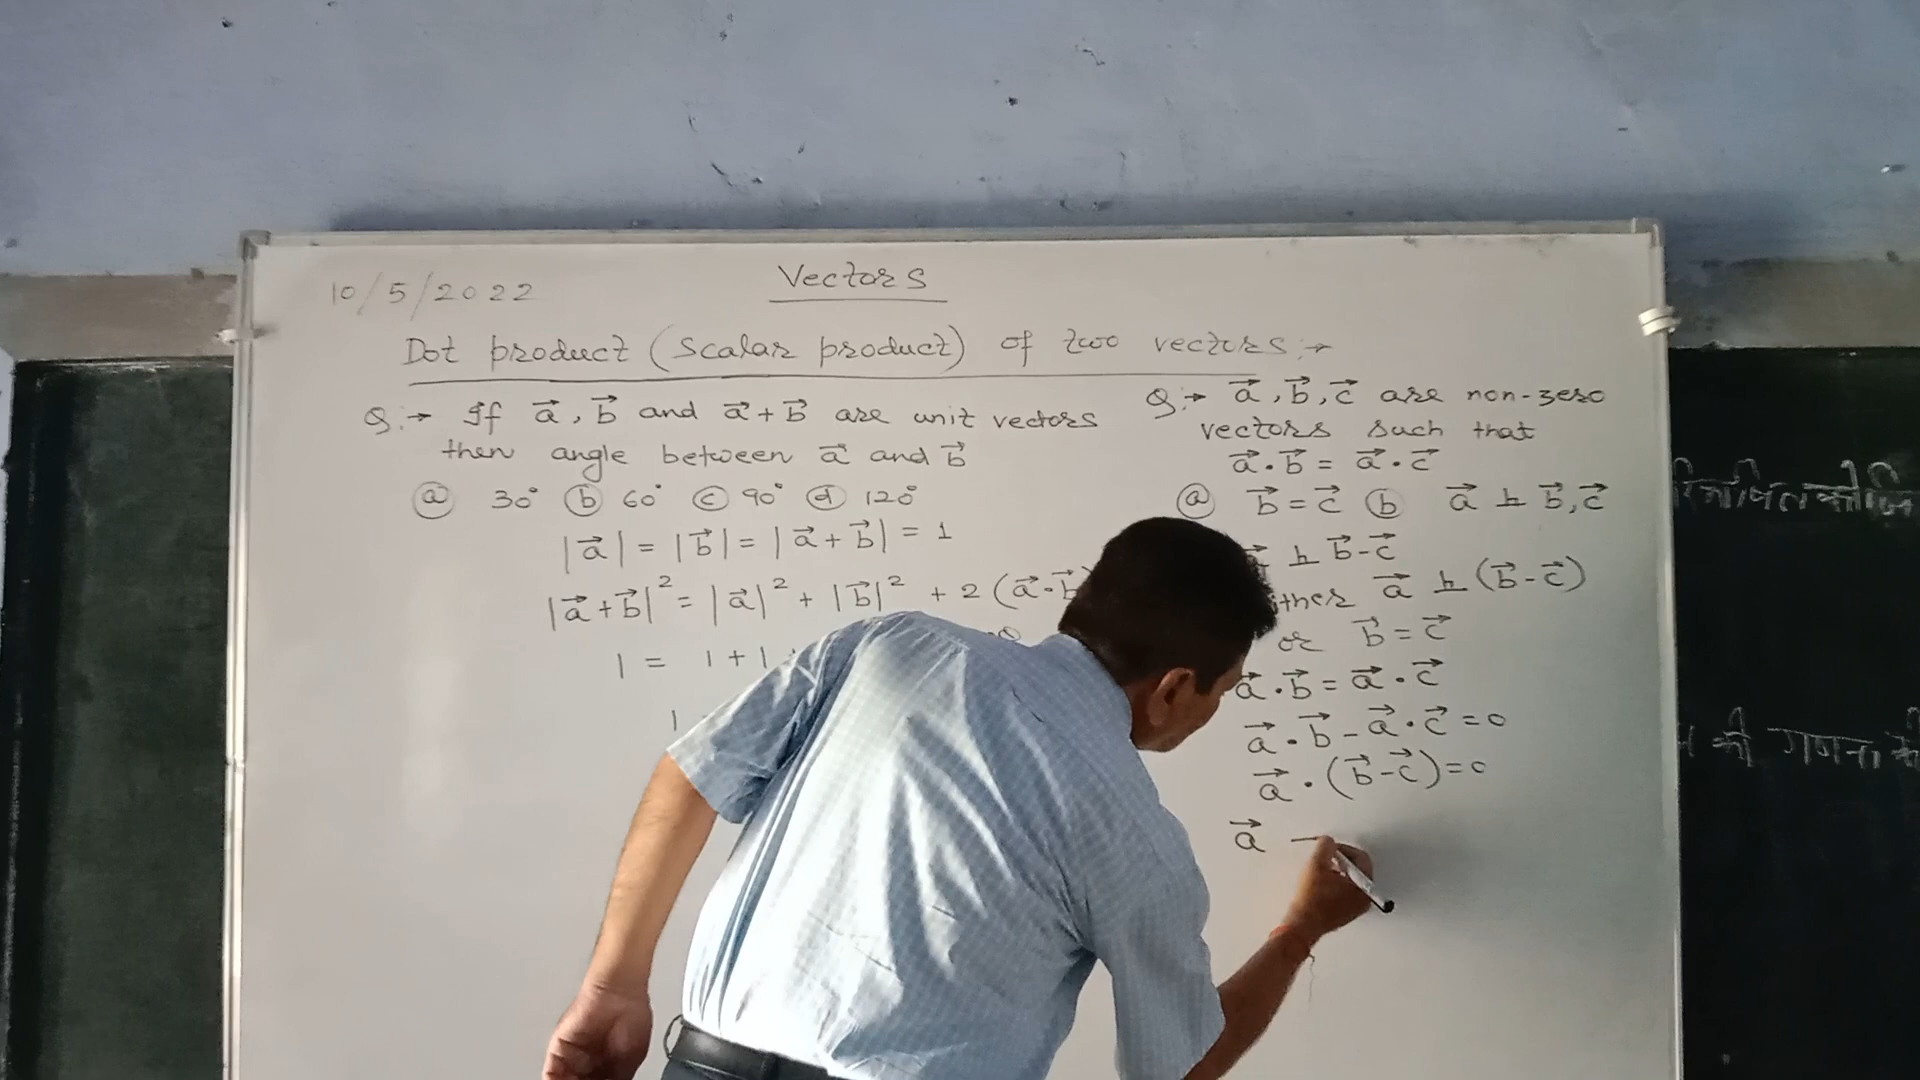 10/5/2022
Vectors
Dot product (scalar product) of two vectors :→
Q:→ If a⃗, b⃗ and a⃗+b⃗ are unit vectors
then angle between a⃗ and b⃗
ⓐ 30° ⓑ 60° ⓒ 90° ⓓ 120°
|a⃗| = |b⃗| = |a⃗+b⃗| = 1
|a⃗+b⃗|² = |a⃗|² + |b⃗|² + 2(a⃗·b⃗
1 = 1+1
1
Q:→ a⃗, b⃗, c⃗ are non-zero
vectors such that
a⃗·b⃗ = a⃗·c⃗
ⓐ b⃗=c⃗ ⓑ a⃗ ⊥ b⃗,c⃗
⊥ b⃗-c⃗
ither a⃗ ⊥ (b⃗-c⃗)
or b⃗=c⃗
a⃗·b⃗ = a⃗·c⃗
a⃗·b⃗ - a⃗·c⃗ = 0
a⃗·(b⃗-c⃗)=0
a⃗